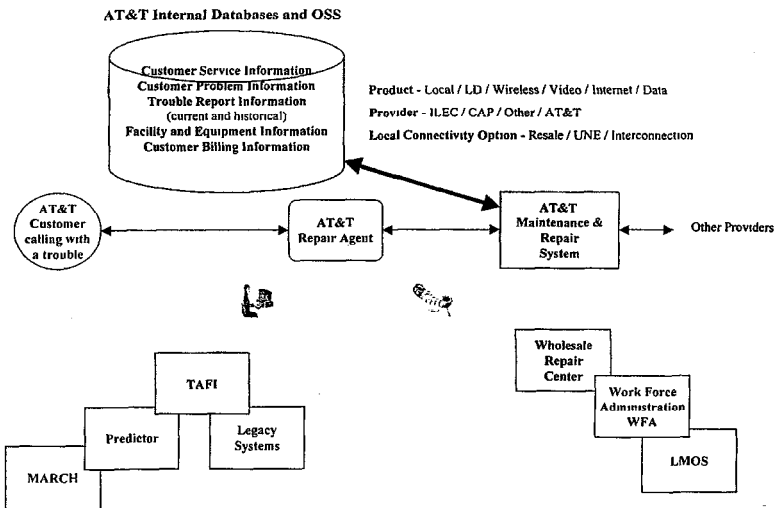 AT&T Internal Databases and OSS
Customer Service Information
Customer Problem Information
Trouble Report Information
(current and historical)
Facility and Equipment Information
Customer Billing Information
Product - Local / LD / Wireless / Video / Internet / Data
Provider - ILEC / CAP / Other / AT&T
Local Connectivity Option - Resale / UNE / Interconnection
AT&T
Customer
calling with
a trouble
AT&T
Repair Agent
AT&T
Maintenance &
Repair
System
Other Providers
Wholesale
Repair
Center
TAFI
Work Force
Administration
WFA
Predictor
Legacy
Systems
LMOS
MARCH